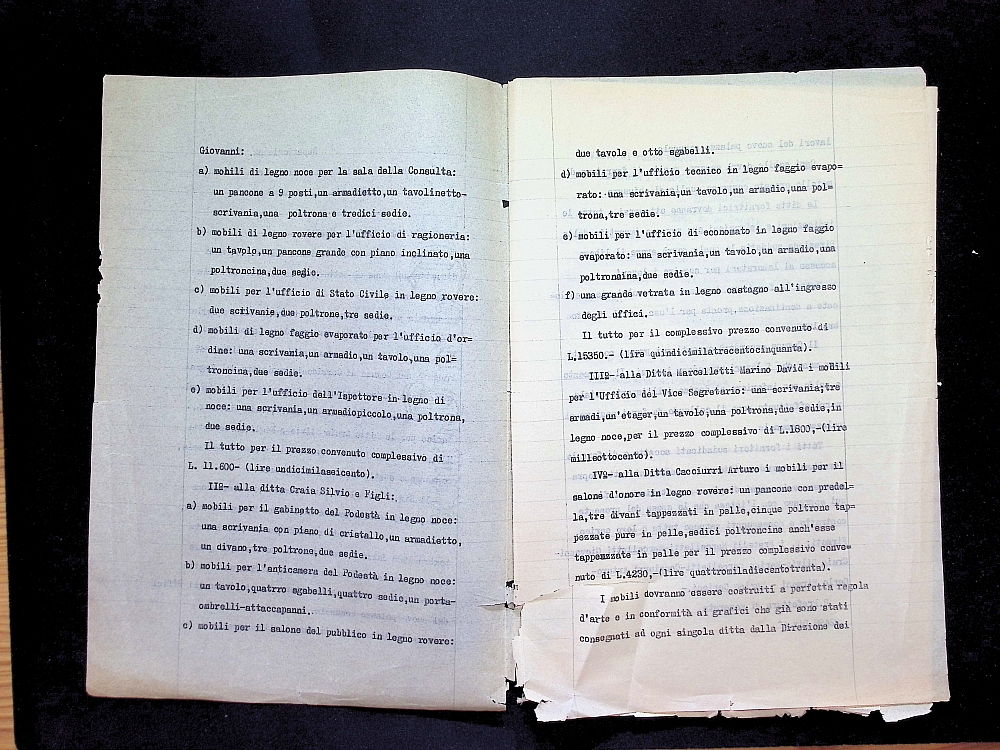 Giovanni:
a) mobili di legno noce per la sala della Consulta:
un pancone a 9 posti,un armadietto,un tavolinetto-
scrivania,una poltrona e tredici sedie.
b) mobili di legno rovere per l'ufficio di ragioneria:
un tavolo,un pancone grande con piano inclinato,una
poltroncina,due sedie.
c) mobili per l'ufficio di Stato Civile in legno rovere:
due scrivanie,due poltrone,tre sedie.
d) mobili di legno faggio evaporato per l'ufficio d'or=
dine: una scrivania,un armadio,un tavolo,una pol=
troncina,due sedie.
e) mobili per l'ufficio dell'Ispettore in legno di
noce: una scrivania,un armadiopiccolo,una poltrona,
due sedie.
Il tutto per il prezzo convenuto complessivo di
L. 11.600- (lire undicimilaseicento).
IIº- alla ditta Craia Silvio e Figli:
a) mobili per il gabinetto del Podestà in legno noce:
una scrivania con piano di cristallo,un armadietto,
un divano,tre poltrone,due sedie.
b) mobili per l'anticamera del Podestà in legno noce:
un tavolo,quatrro sgabelli,quattro sedie,un porta-
ombrelli-attaccapanni.
c) mobili per il salone del pubblico in legno rovere:
due tavole e otto sgabelli.
d) mobili per l'ufficio tecnico in legno faggio evapo=
rato: una scrivania,un tavolo,un armadio,una pol=
trona,tre sedie.
e) mobili per l'ufficio di economato in legno faggio
evaporato: una scrivania,un tavolo,un armadio,una
poltronaina,due sedie.
f) una grande vetrata in legno castagno all'ingresso
degli uffici.
Il tutto per il complessivo prezzo convenuto di
L.15350.- (lire quindicimilatrecentocinquanta).
IIIº- alla Ditta Marcelletti Marino David i mobili
per l'Ufficio del Vice Segretario: una scrivania;tre
armadi,un'étager,un tavolo,una poltrona,due sedie,in
legno noce,per il prezzo complessivo di L.1800,-(lire
milleottocento).
IVº- alla Ditta Cacciurri Arturo i mobili per il
salone d'onore in legno rovere: un pancone con predel=
la,tre divani tappezzati in pelle,cinque poltrone tap=
pezzate pure in pelle,sedici poltroncine anch'esse
tappezzzate in pelle per il prezzo complessivo conve=
nuto di L.4230,-(lire quattromiladiecentotrenta).
I mobili dovranno essere costruiti a perfetta regola
d'arte e in conformità ai grafici che già sono stati
consegnati ad ogni singola ditta dalla Direzione dei